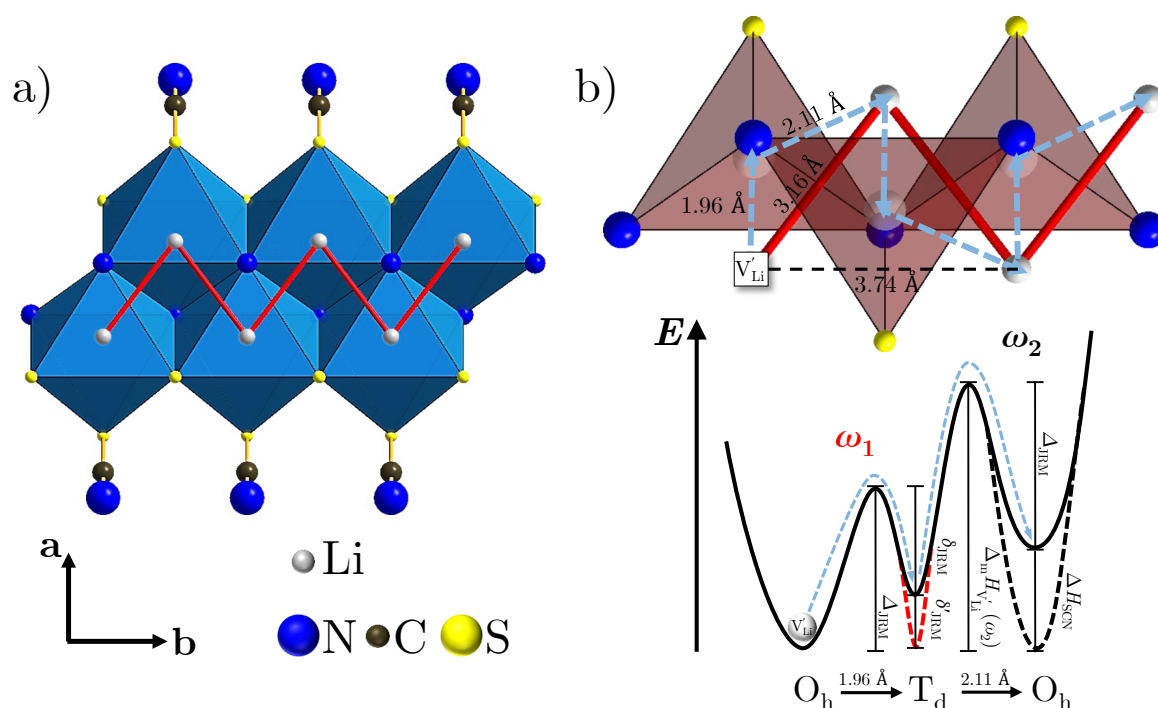 a)
a
b
Li
N
C
S
b)
2.11 Å
3.16 Å
1.96 Å
V′Li
3.74 Å
E
ω1
ω2
ΔJRM
δJRM
δ′JRM
ΔmHV′Li(ω2)
ΔJRM
ΔHSCN
V′Li
Oh 1.96 Å Td 2.11 Å Oh